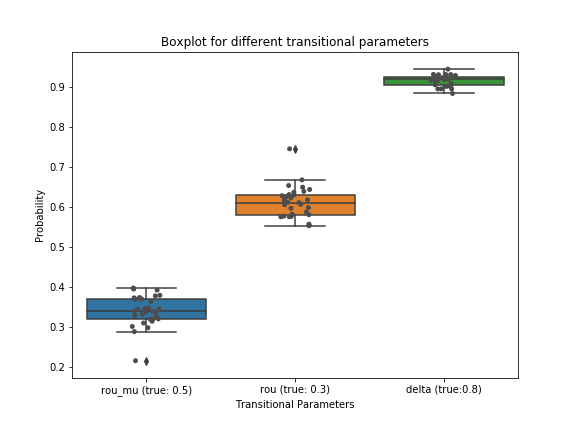 Boxplot for different transitional parameters
0.9
0.8
0.7
0.6
0.5
0.4
0.3
0.2
Probability
rou_mu (true: 0.5) rou (true: 0.3) delta (true:0.8)
Transitional Parameters